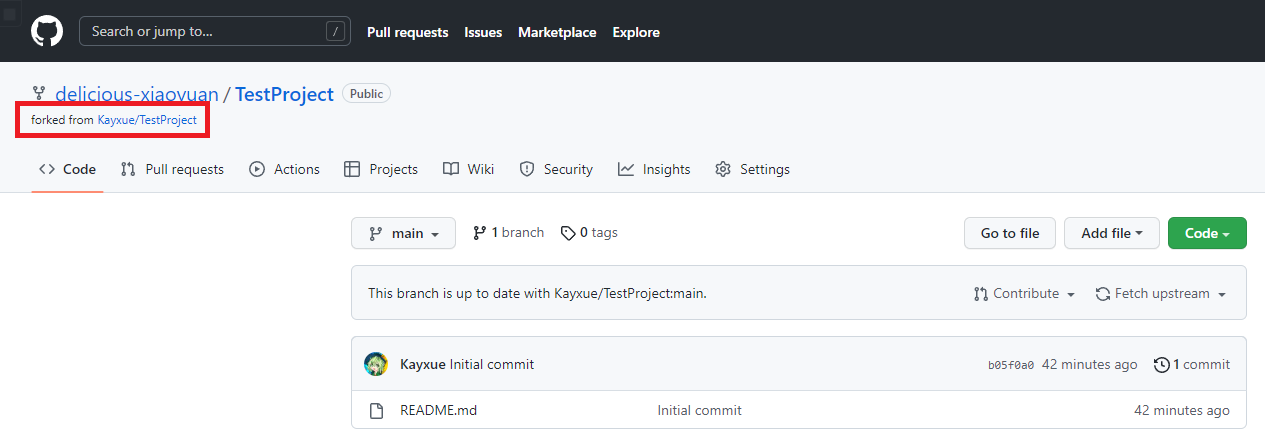 Search or jump to... /
Pull requests Issues Marketplace Explore
delicious-xiaoyuan / TestProject Public
forked from Kayxue/TestProject
Code Pull requests Actions Projects Wiki Security Insights Settings
main 1 branch 0 tags Go to file Add file Code
This branch is up to date with Kayxue/TestProject:main. Contribute Fetch upstream
Kayxue Initial commit b05f0a0 42 minutes ago 1 commit
README.md Initial commit 42 minutes ago